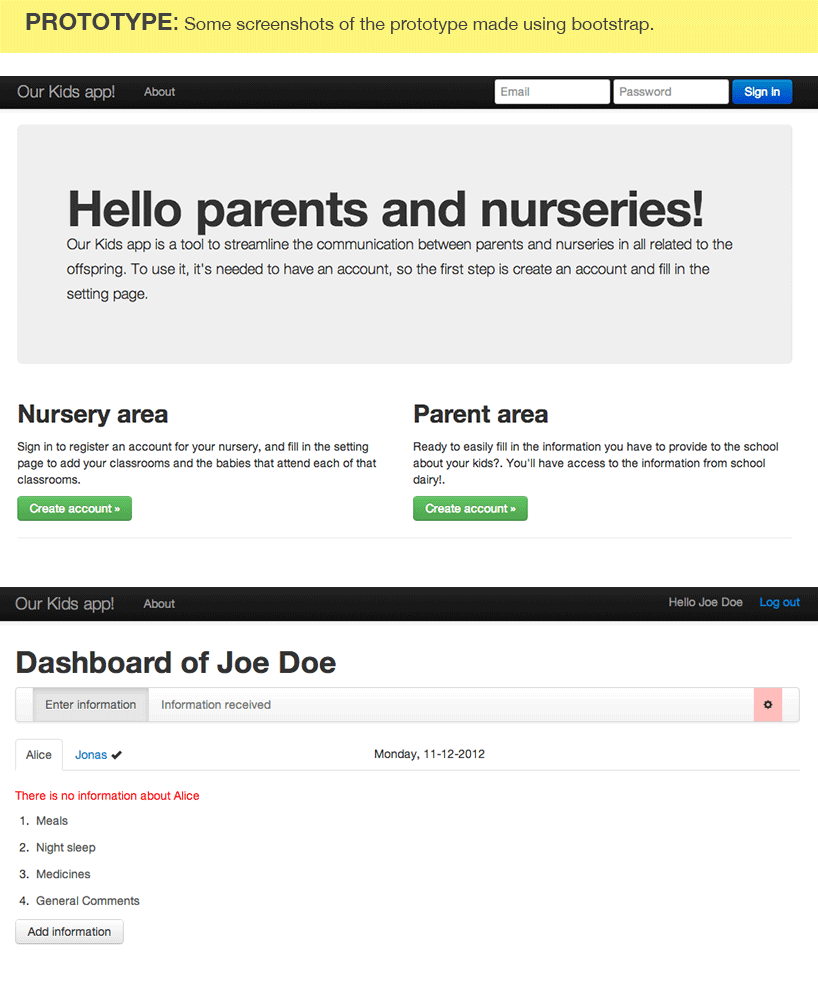 PROTOTYPE: Some screenshots of the prototype made using bootstrap.
Our Kids app! About Email Password Sign in
Hello parents and nurseries!
Our Kids app is a tool to streamline the communication between parents and nurseries in all related to the
offspring. To use it, it's needed to have an account, so the first step is create an account and fill in the
setting page.
Nursery area
Sign in to register an account for your nursery, and fill in the setting
page to add your classrooms and the babies that attend each of that
classrooms.
Create account »
Parent area
Ready to easily fill in the information you have to provide to the school
about your kids?. You'll have access to the information from school
dairy!.
Create account »
Our Kids app! About Hello Joe Doe Log out
Dashboard of Joe Doe
Enter information Information received
Alice Jonas ✔ Monday, 11-12-2012
There is no information about Alice
1. Meals
2. Night sleep
3. Medicines
4. General Comments
Add information